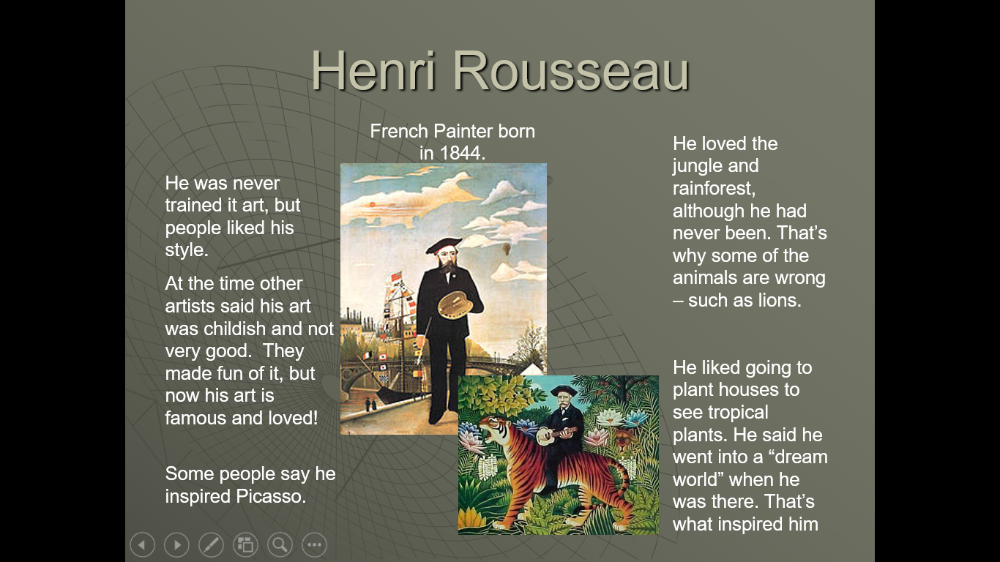 Henri Rousseau
French Painter born
in 1844.
He was never
trained it art, but
people liked his
style.
At the time other
artists said his art
was childish and not
very good.  They
made fun of it, but
now his art is
famous and loved!
Some people say he
inspired Picasso.
He loved the
jungle and
rainforest,
although he had
never been. That’s
why some of the
animals are wrong
– such as lions.
He liked going to
plant houses to
see tropical
plants. He said he
went into a “dream
world” when he
was there. That’s
what inspired him